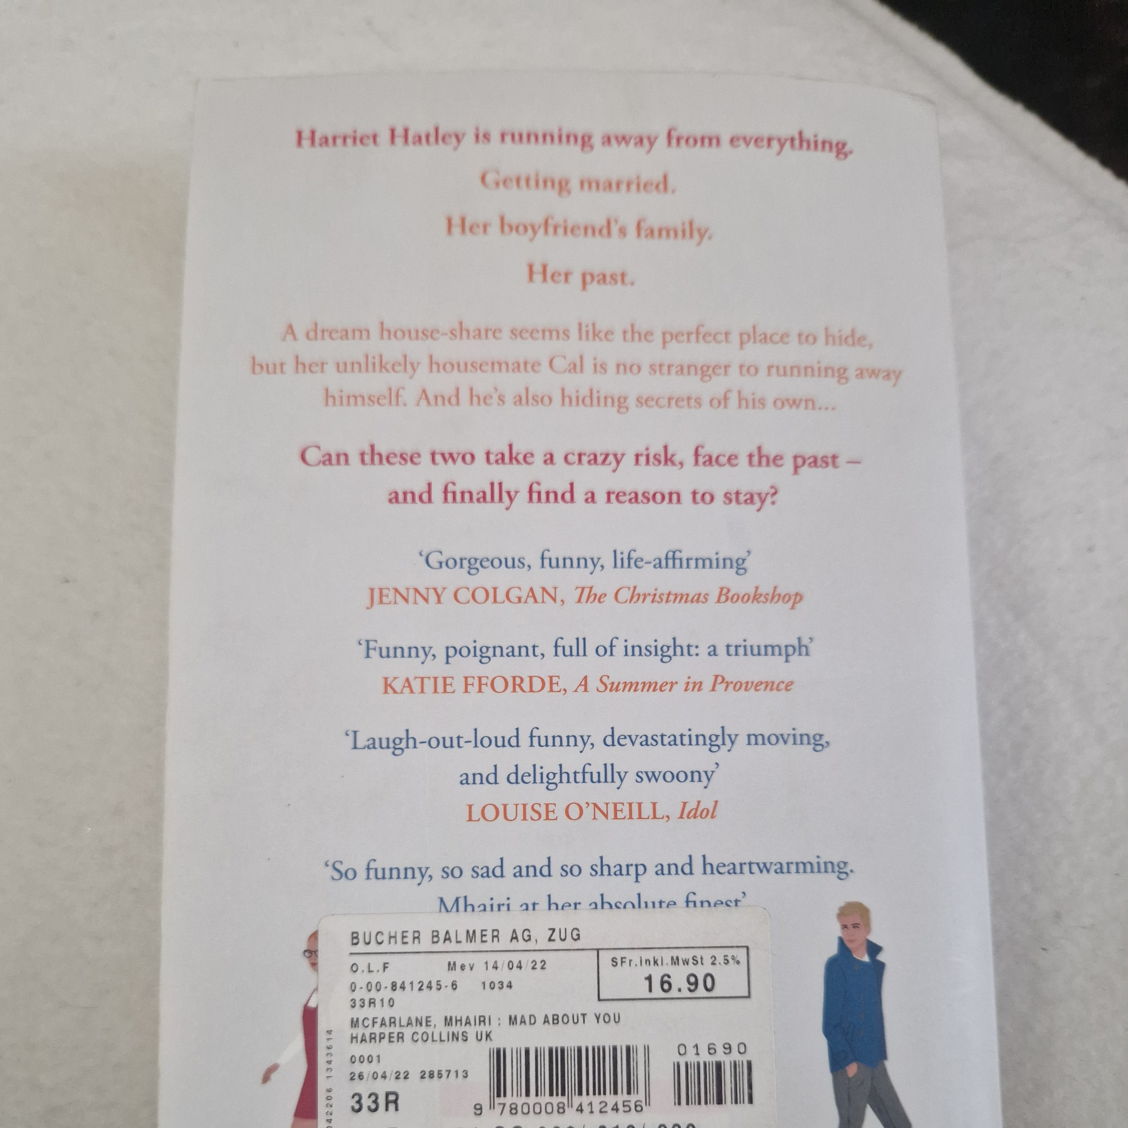 Harriet Hatley is running away from everything.
Getting married.
Her boyfriend's family.
Her past.
A dream house-share seems like the perfect place to hide,
but her unlikely housemate Cal is no stranger to running away
himself. And he's also hiding secrets of his own...
Can these two take a crazy risk, face the past –
and finally find a reason to stay?
‘Gorgeous, funny, life-affirming’
JENNY COLGAN, The Christmas Bookshop
‘Funny, poignant, full of insight: a triumph’
KATIE FFORDE, A Summer in Provence
‘Laugh-out-loud funny, devastatingly moving,
and delightfully swoony’
LOUISE O’NEILL, Idol
‘So funny, so sad and so sharp and heartwarming.
Mhairi at her absolute finest’
BUCHER BALMER AG, ZUG
O.L.F Mev 14/04/22
SFr.inkl.MwSt 2.5%
0-00-841245-6 1034
16.90
33R10
MCFARLANE, MHAIRI : MAD ABOUT YOU
HARPER COLLINS UK
0001
01690
26/04/22 285713
33R
9 780008 412456
042206 1343614